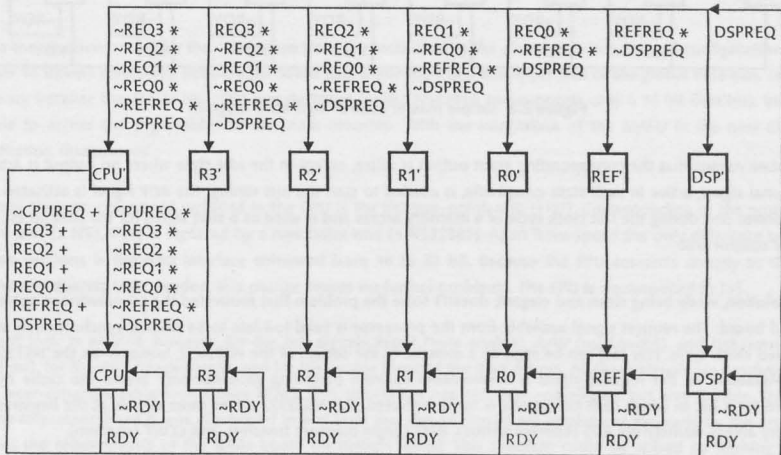 ~REQ3 * REQ3 * REQ2 * REQ1 * REQ0 * REFREQ * DSPREQ
~REQ2 * ~REQ2 * ~REQ1 * ~REQ0 * ~REFREQ * ~DSPREQ
~REQ1 * ~REQ1 * ~REQ0 * ~REFREQ * ~DSPREQ
~REQ0 * ~REQ0 * ~REFREQ * ~DSPREQ
~REFREQ * ~REFREQ * ~DSPREQ
~DSPREQ ~DSPREQ
CPU' R3' R2' R1' R0' REF' DSP'
~CPUREQ + CPUREQ *
REQ3 + ~REQ3 *
REQ2 + ~REQ2 *
REQ1 + ~REQ1 *
REQ0 + ~REQ0 *
REFREQ + ~REFREQ *
DSPREQ ~DSPREQ
CPU R3 R2 R1 R0 REF DSP
~RDY ~RDY ~RDY ~RDY ~RDY ~RDY ~RDY
RDY RDY RDY RDY RDY RDY RDY